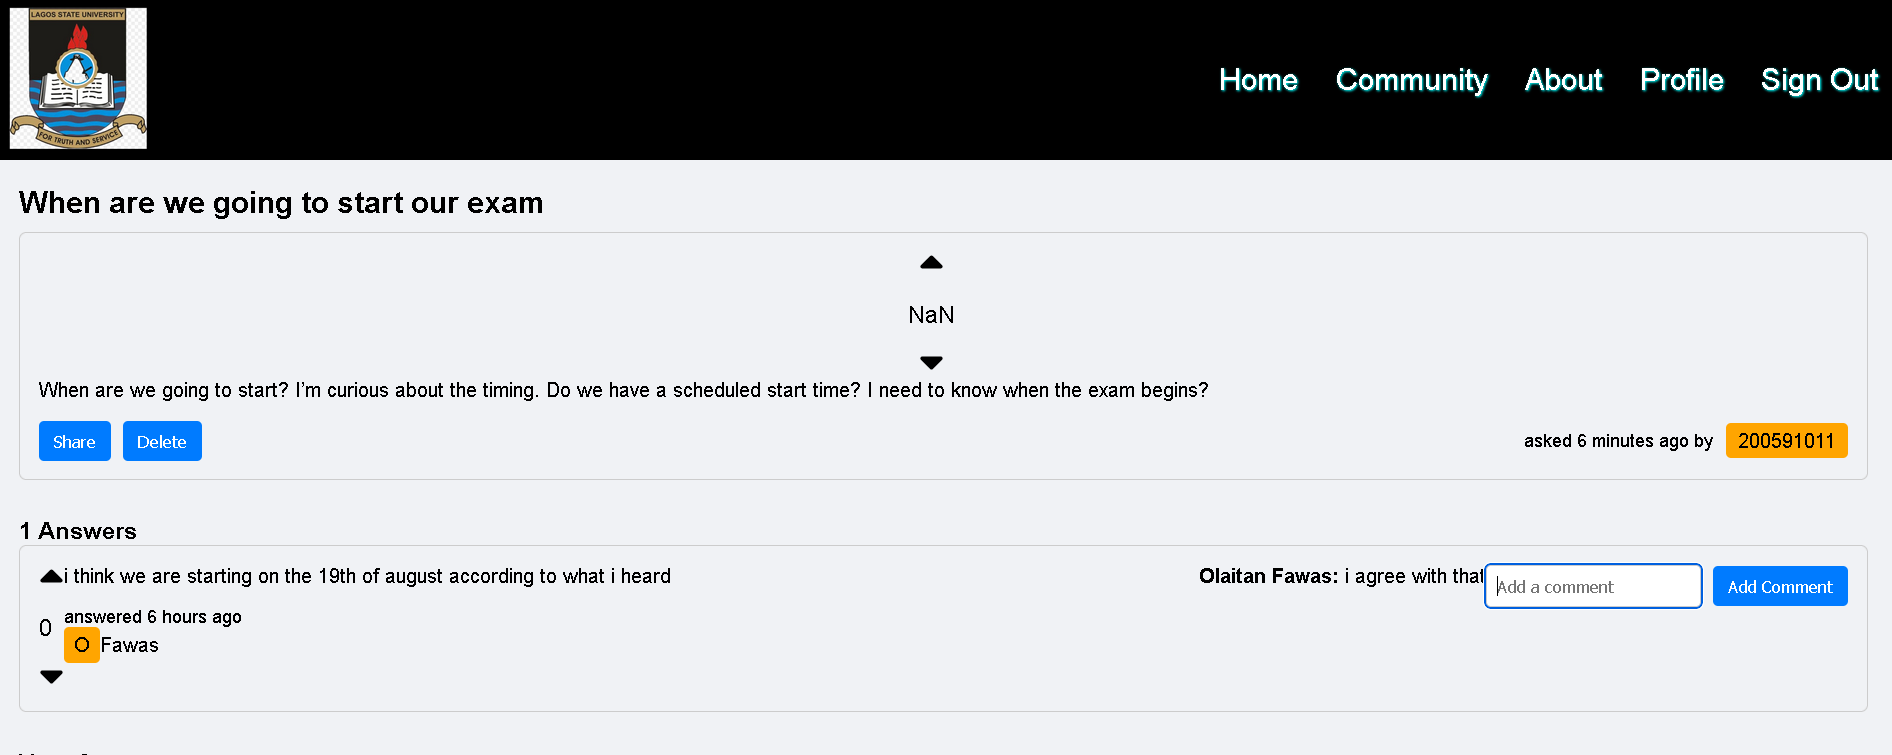 LAGOS STATE UNIVERSITY
FOR TRUTH AND SERVICE
Home Community About Profile Sign Out
When are we going to start our exam
NaN
When are we going to start? I'm curious about the timing. Do we have a scheduled start time? I need to know when the exam begins?
Share Delete asked 6 minutes ago by 200591011
1 Answers
i think we are starting on the 19th of august according to what i heard
Olaitan Fawas: i agree with that
Add a comment Add Comment
0
answered 6 hours ago
O Fawas